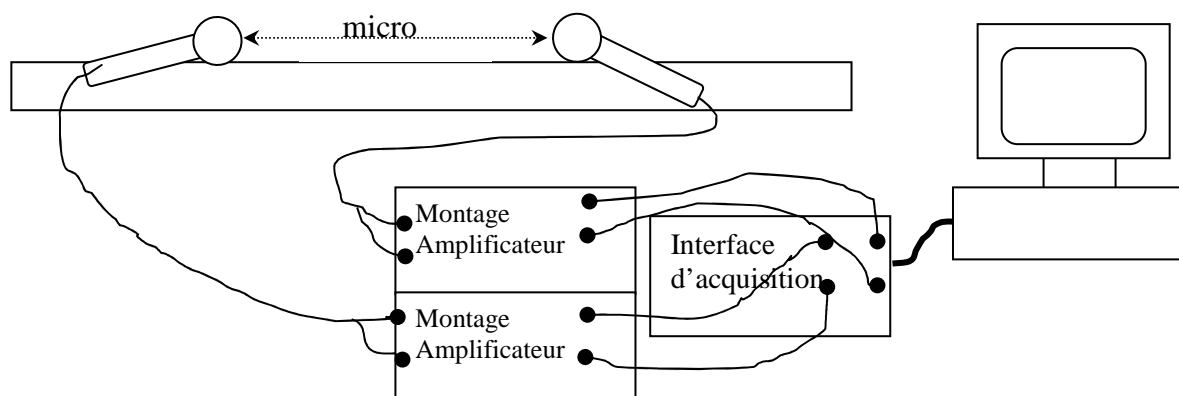 micro
Montage
Amplificateur
Interface
d’acquisition
Montage
Amplificateur